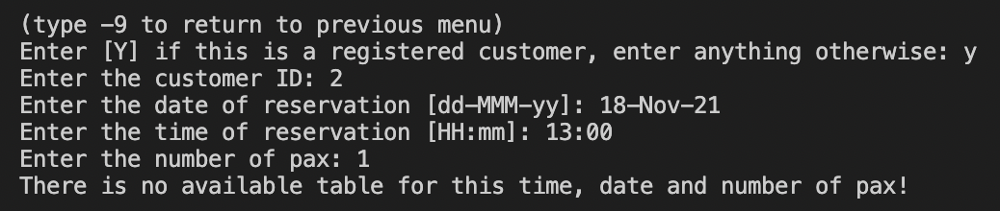 (type -9 to return to previous menu)
Enter [Y] if this is a registered customer, enter anything otherwise: y
Enter the customer ID: 2
Enter the date of reservation [dd-MMM-yy]: 18-Nov-21
Enter the time of reservation [HH:mm]: 13:00
Enter the number of pax: 1
There is no available table for this time, date and number of pax!